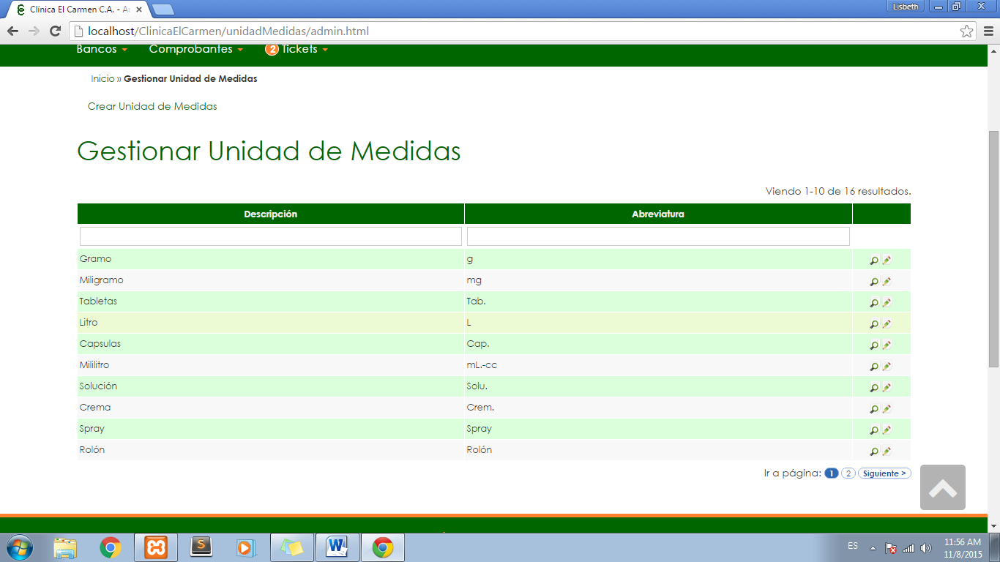 Clínica El Carmen C.A. - A
Lisbeth
localhost/ClinicaElCarmen/unidadMedidas/admin.html
Bancos Comprobantes 2 Tickets
Inicio » Gestionar Unidad de Medidas
Crear Unidad de Medidas
Gestionar Unidad de Medidas
Viendo 1-10 de 16 resultados.
Descripción Abreviatura
Gramo g
Miligramo mg
Tabletas Tab.
Litro L
Capsulas Cap.
Mililitro mL.-cc
Solución Solu.
Crema Crem.
Spray Spray
Rolón Rolón
Ir a página: 1 2 Siguiente >
ES 11:56 AM
11/8/2015